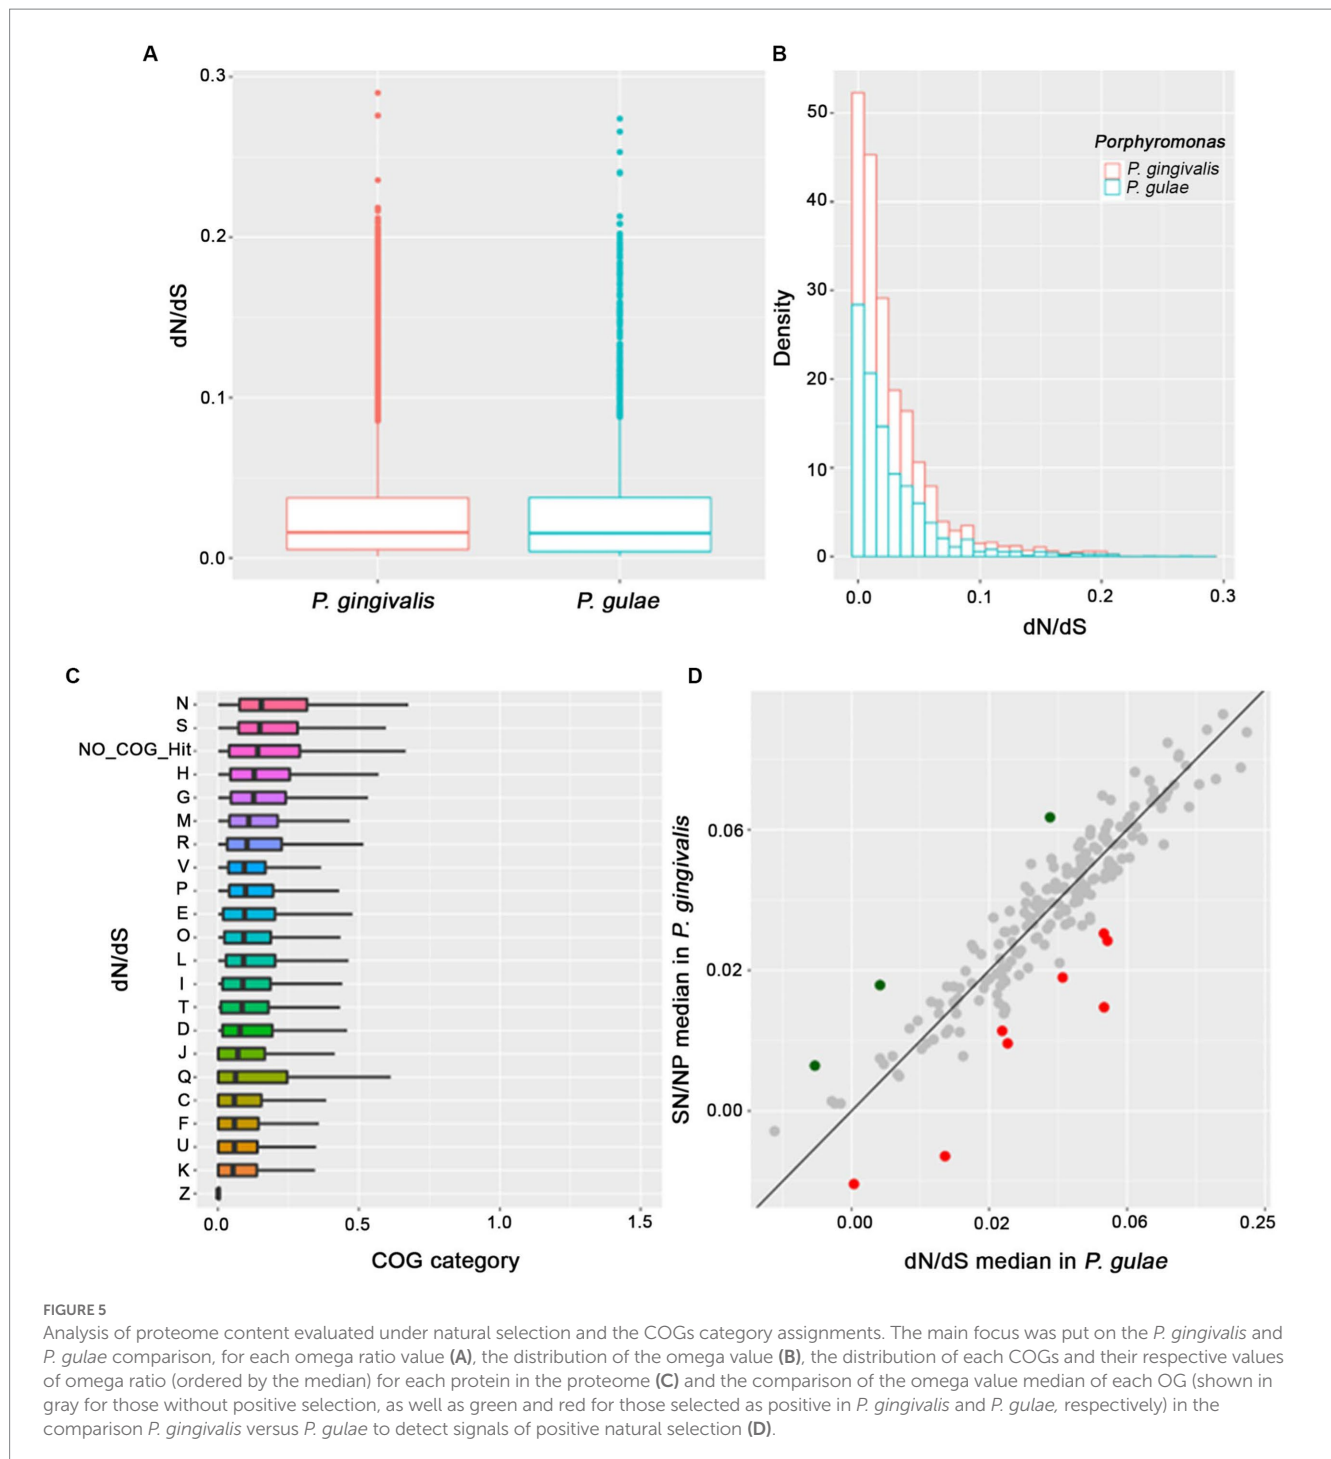 A
0.3
0.2
0.1
0.0
dN/dS
P. gingivalis
P. gulae
B
50
40
30
20
10
0
Density
Porphyromonas
P. gingivalis
P. gulae
0.0
0.1
0.2
0.3
dN/dS
C
N
S
NO_COG_Hit
H
G
M
R
V
P
E
O
L
I
T
D
J
Q
C
F
U
K
Z
dN/dS
0.0
0.5
1.0
1.5
COG category
D
0.06
0.02
0.00
SN/NP median in P. gingivalis
0.00
0.02
0.06
0.25
dN/dS median in P. gulae
FIGURE 5
Analysis of proteome content evaluated under natural selection and the COGs category assignments. The main focus was put on the P. gingivalis and
P. gulae comparison, for each omega ratio value (A), the distribution of the omega value (B), the distribution of each COGs and their respective values
of omega ratio (ordered by the median) for each protein in the proteome (C) and the comparison of the omega value median of each OG (shown in
gray for those without positive selection, as well as green and red for those selected as positive in P. gingivalis and P. gulae, respectively) in the
comparison P. gingivalis versus P. gulae to detect signals of positive natural selection (D).